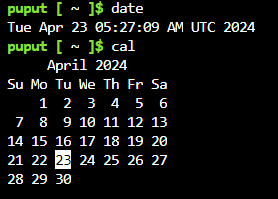 puput [ ~ ]$ date
Tue Apr 23 05:27:09 AM UTC 2024
puput [ ~ ]$ cal
     April 2024
Su Mo Tu We Th Fr Sa
    1  2  3  4  5  6
 7  8  9 10 11 12 13
14 15 16 17 18 19 20
21 22 23 24 25 26 27
28 29 30